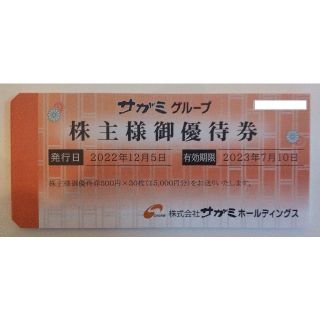 サガミグループ
株主様御優待券
発行日 2022年12月5日 有効期限 2023年7月10日
株主様御優待券500円×30枚(15,000円分)をお送りいたします。
株式会社サガミホールディングス